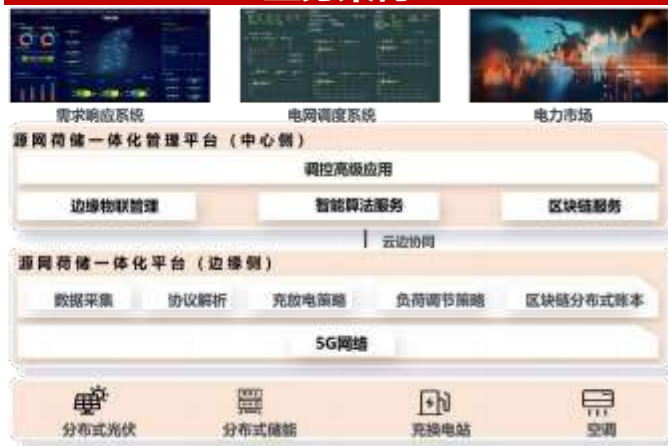 需求响应系统 电网调度系统 电力市场
源网荷储一体化管理平台（中心侧）
调控高级应用
边缘物联管理 智能算法服务 区块链服务
云边协同
源网荷储一体化平台（边缘侧）
数据采集 协议解析 充放电策略 负荷调节策略 区块链分布式账本
5G网络
分布式光伏 分布式储能 充换电站 空调